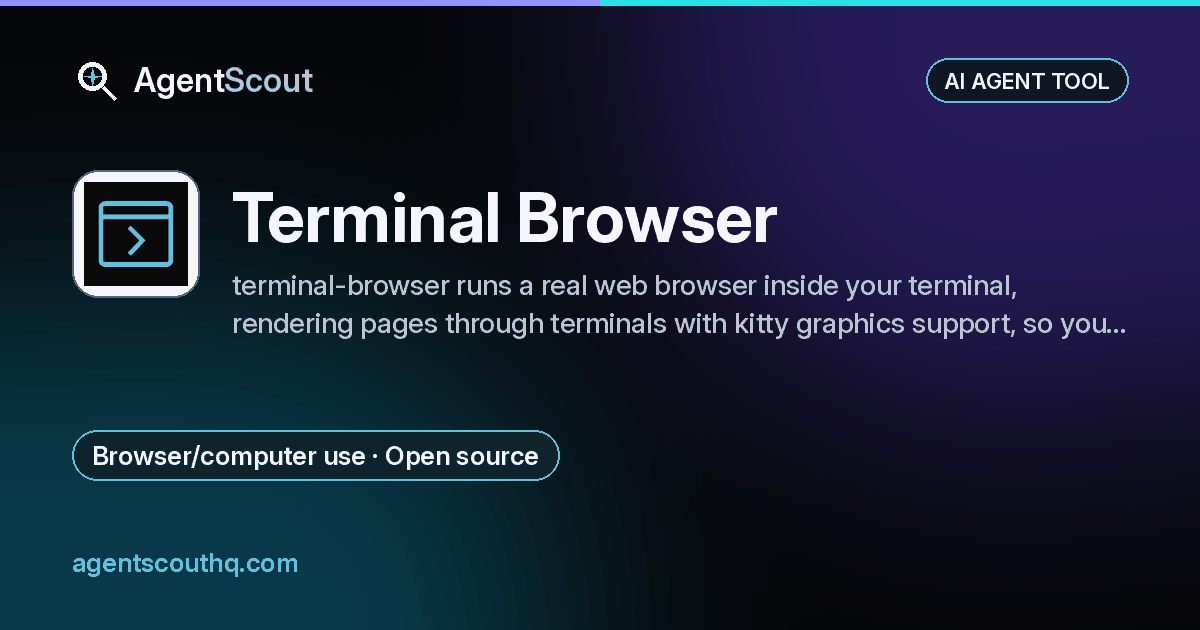 AgentScout
AI AGENT TOOL
Terminal Browser
terminal-browser runs a real web browser inside your terminal,
rendering pages through terminals with kitty graphics support, so you...
Browser/computer use · Open source
agentscouthq.com